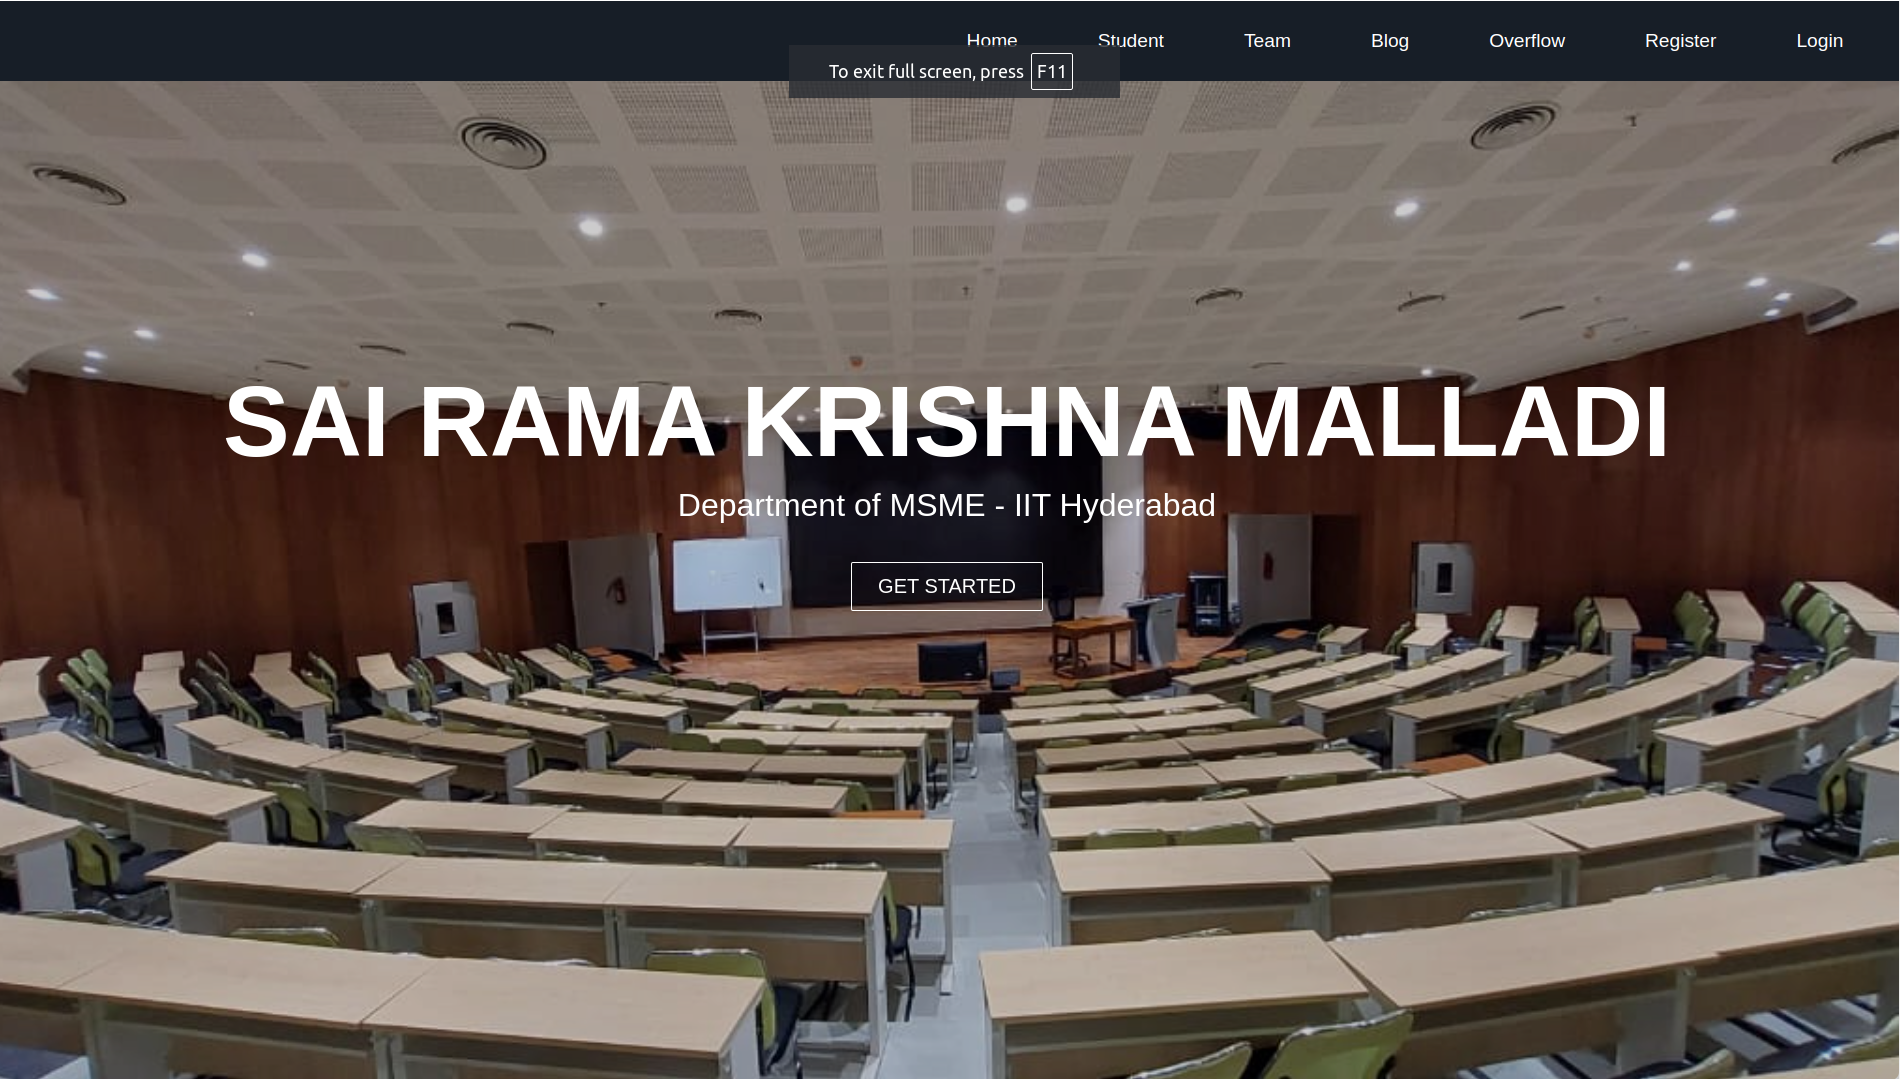 Home Student Team Blog Overflow Register Login
To exit full screen, press F11
SAI RAMA KRISHNA MALLADI
Department of MSME - IIT Hyderabad
GET STARTED